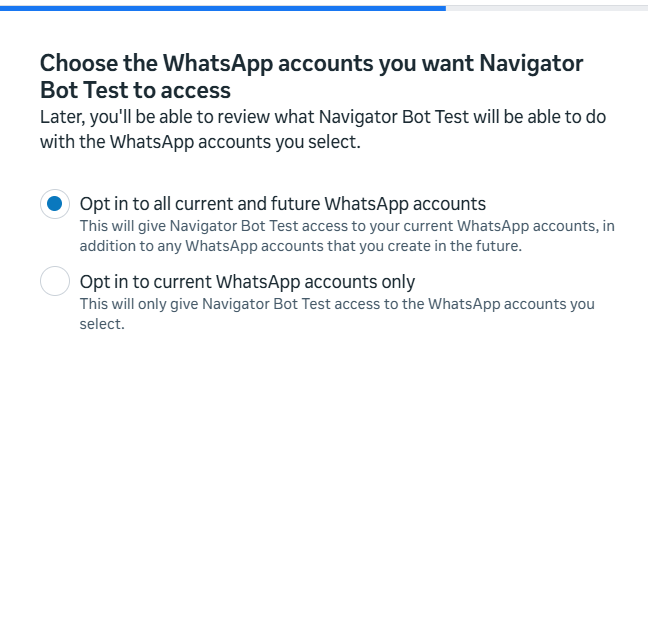 Choose the WhatsApp accounts you want Navigator
Bot Test to access
Later, you'll be able to review what Navigator Bot Test will be able to do
with the WhatsApp accounts you select.
Opt in to all current and future WhatsApp accounts
This will give Navigator Bot Test access to your current WhatsApp accounts, in
addition to any WhatsApp accounts that you create in the future.
Opt in to current WhatsApp accounts only
This will only give Navigator Bot Test access to the WhatsApp accounts you
select.